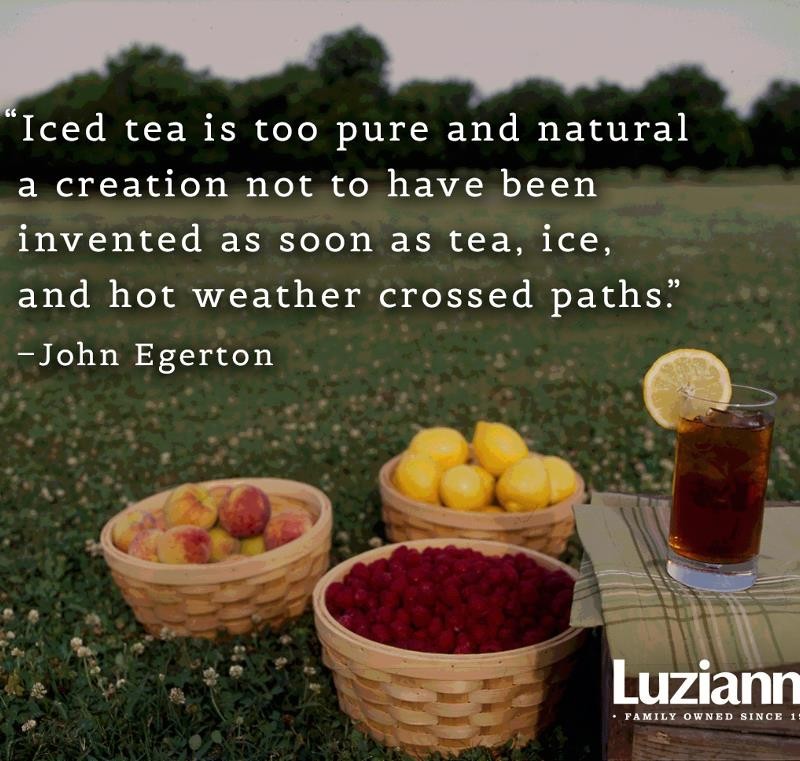 “Iced tea is too pure and natural
a creation not to have been
invented as soon as tea, ice,
and hot weather crossed paths.”
–John Egerton
Luziann
• FAMILY OWNED SINCE 19